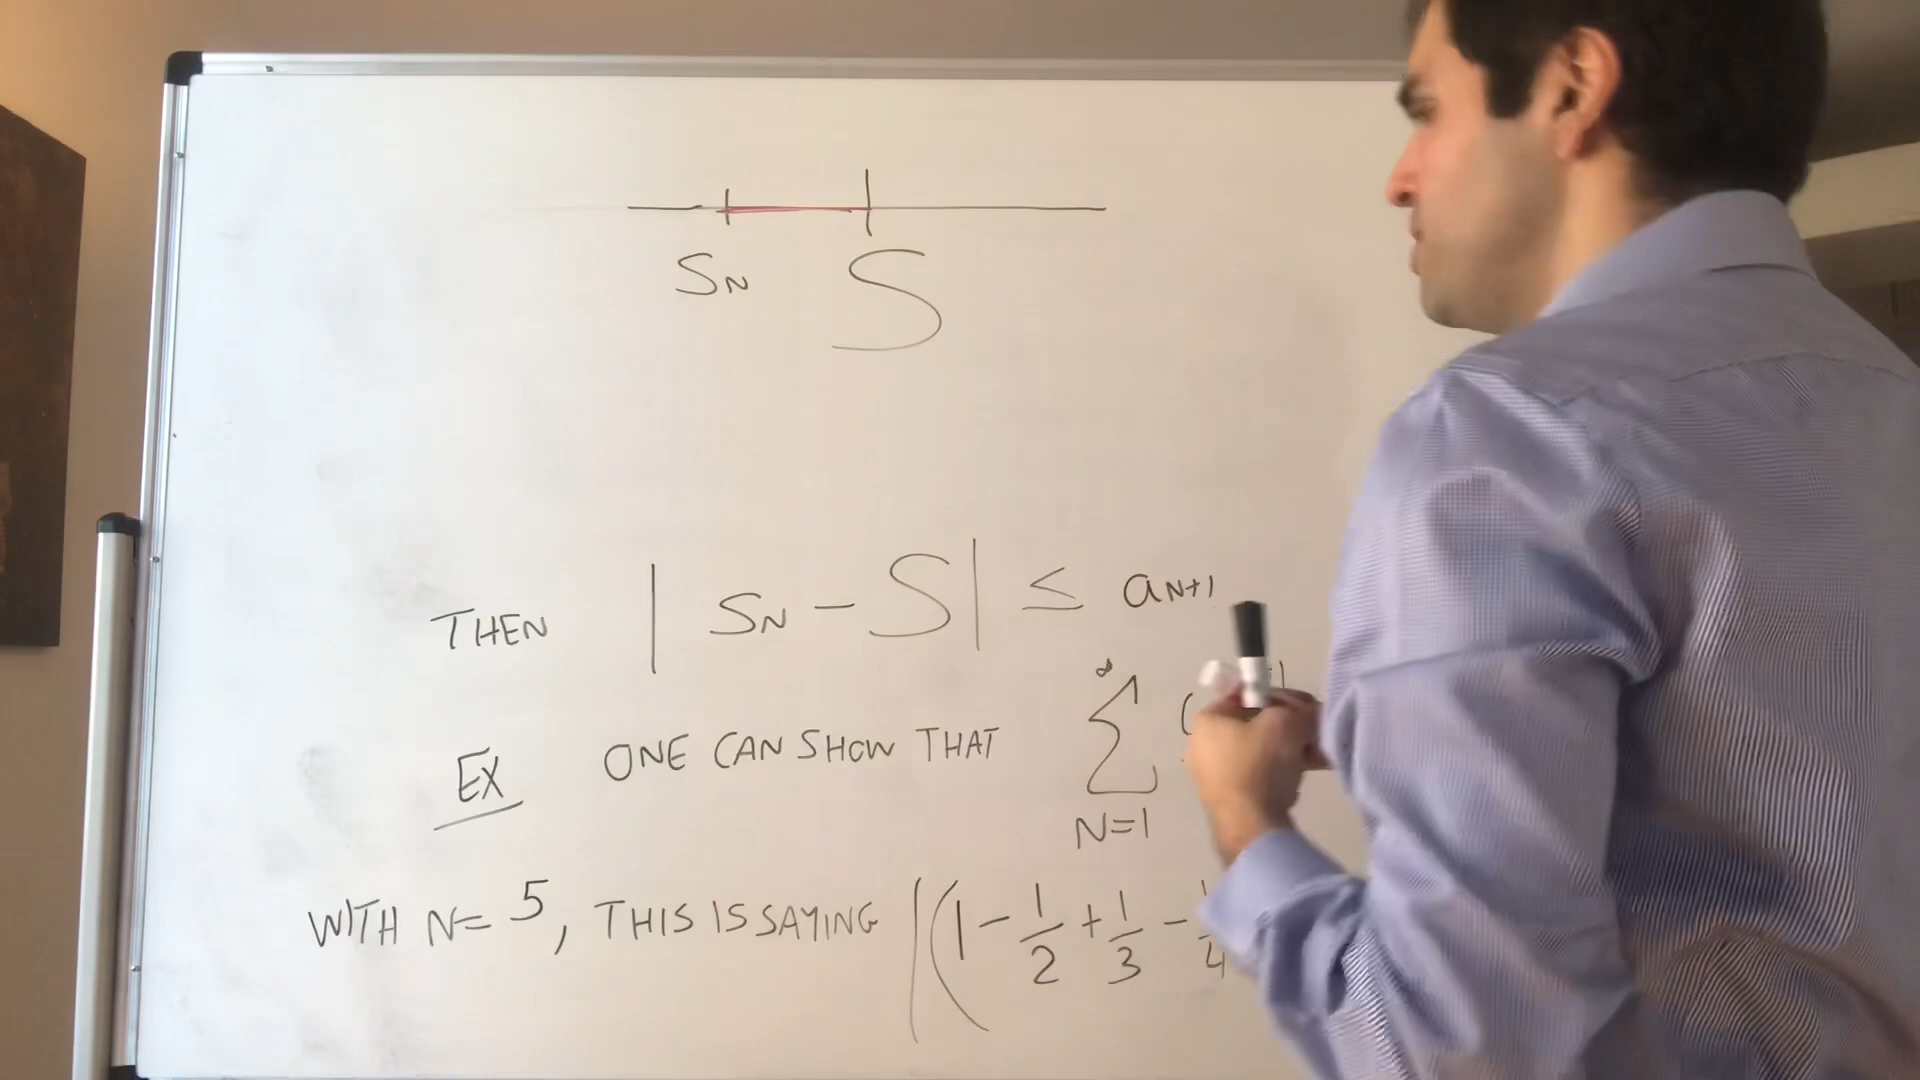 SN S
THEN | SN - S | ≤ aN+1
EX ONE CAN SHOW THAT ∞ Σ N=1 (
WITH N= 5, THIS IS SAYING |(1 - 1/2 + 1/3 - 1/4